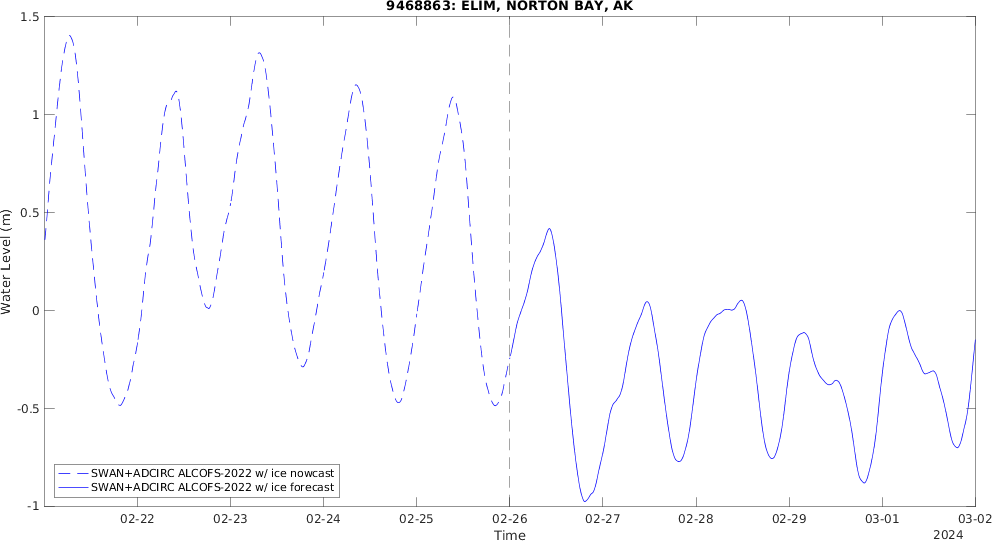 9468863: ELIM, NORTON BAY, AK
1.5
1
0.5
0
-0.5
-1
Water Level (m)
SWAN+ADCIRC ALCOFS-2022 w/ ice nowcast
SWAN+ADCIRC ALCOFS-2022 w/ ice forecast
02-22 02-23 02-24 02-25 02-26 02-27 02-28 02-29 03-01 03-02
Time
2024